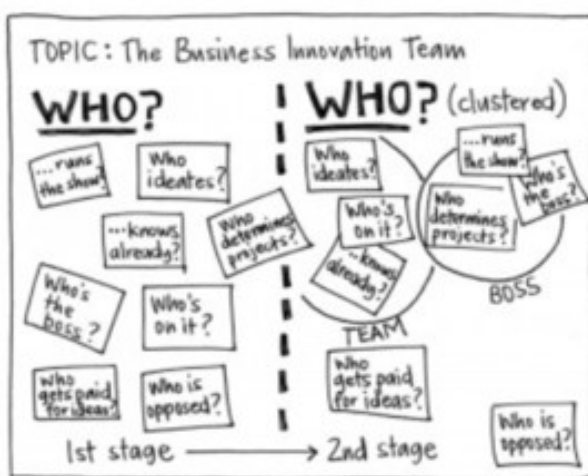 TOPIC: The Business Innovation Team
WHO?
...runs
the show?
Who
ideates?
...knows
already?
Who
determines
projects?
Who's
the
boss?
Who's
on it?
Who
gets paid
for ideas?
Who is
opposed?
1st stage
WHO? (clustered)
Who
ideates?
Who's
on it?
...knows
already?
TEAM
...runs
the show?
Who's
the
boss?
Who
determines
projects?
BOSS
Who
gets paid
for ideas?
Who is
opposed?
2nd stage